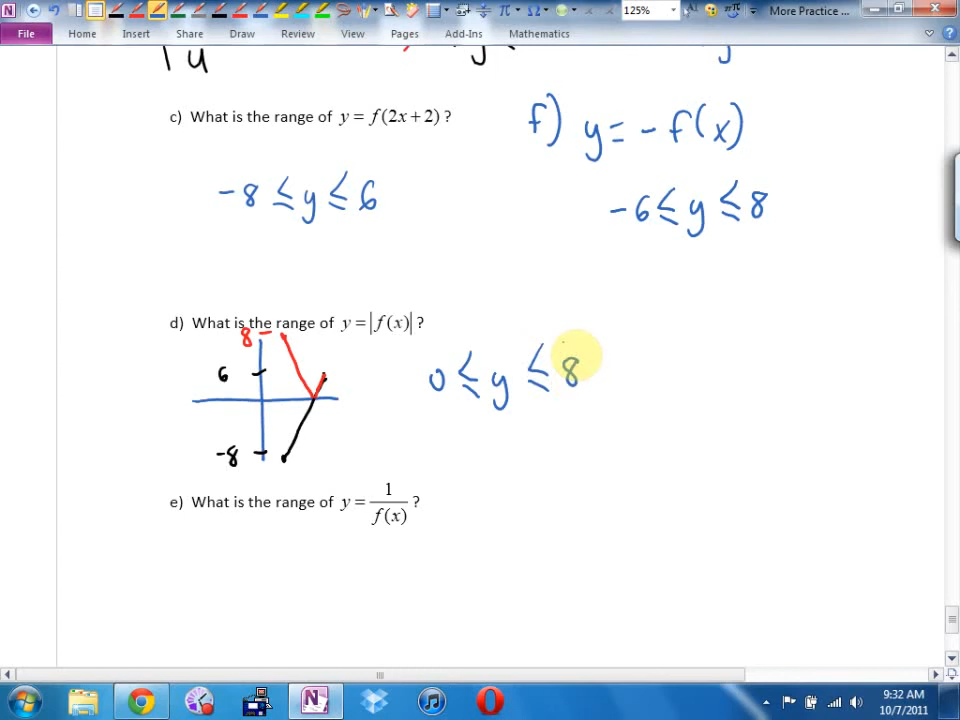 125%
More Practice ...
File Home Insert Share Draw Review View Pages Add-Ins Mathematics
c) What is the range of y = f(2x + 2) ?
f) y = - f(x)
-8 ≤ y ≤ 6
-6 ≤ y ≤ 8
d) What is the range of y = |f(x)| ?
8
6
0 ≤ y ≤ 8
-8
e) What is the range of y = 1/f(x) ?
9:32 AM
10/7/2011